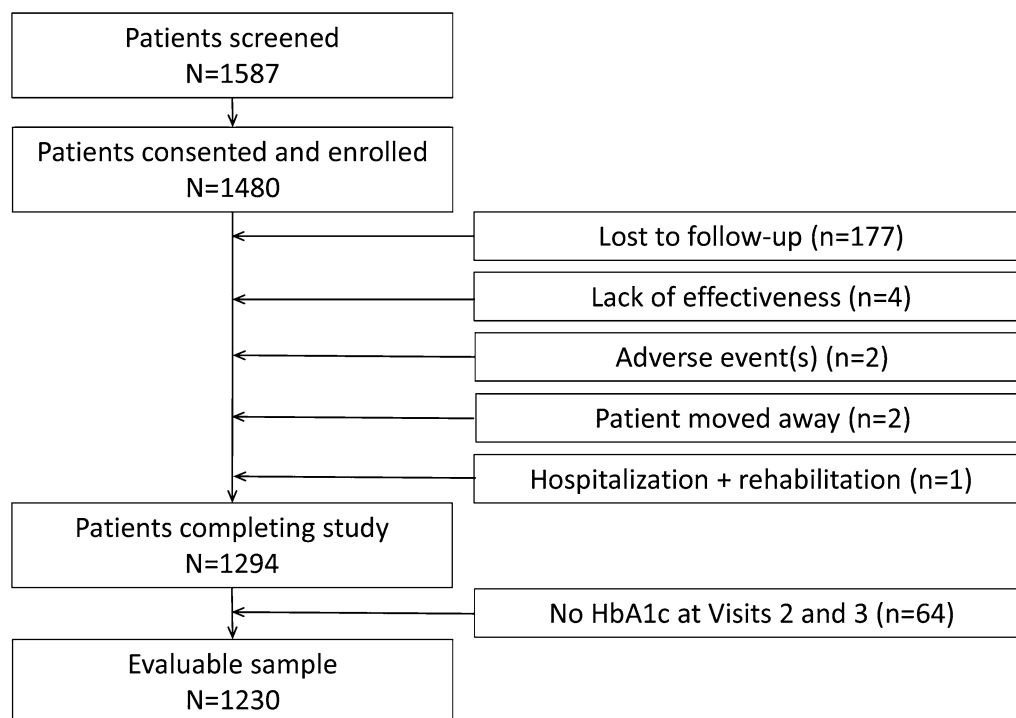 Patients screened
N=1587
Patients consented and enrolled
N=1480
Lost to follow-up (n=177)
Lack of effectiveness (n=4)
Adverse event(s) (n=2)
Patient moved away (n=2)
Hospitalization + rehabilitation (n=1)
Patients completing study
N=1294
No HbA1c at Visits 2 and 3 (n=64)
Evaluable sample
N=1230